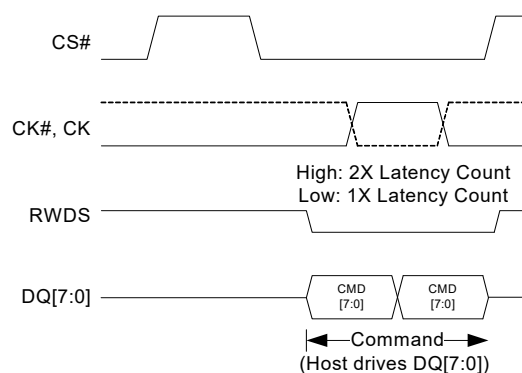 CS#
CK#, CK
High: 2X Latency Count
Low: 1X Latency Count
RWDS
DQ[7:0]
CMD
[7:0]
CMD
[7:0]
Command
(Host drives DQ[7:0])